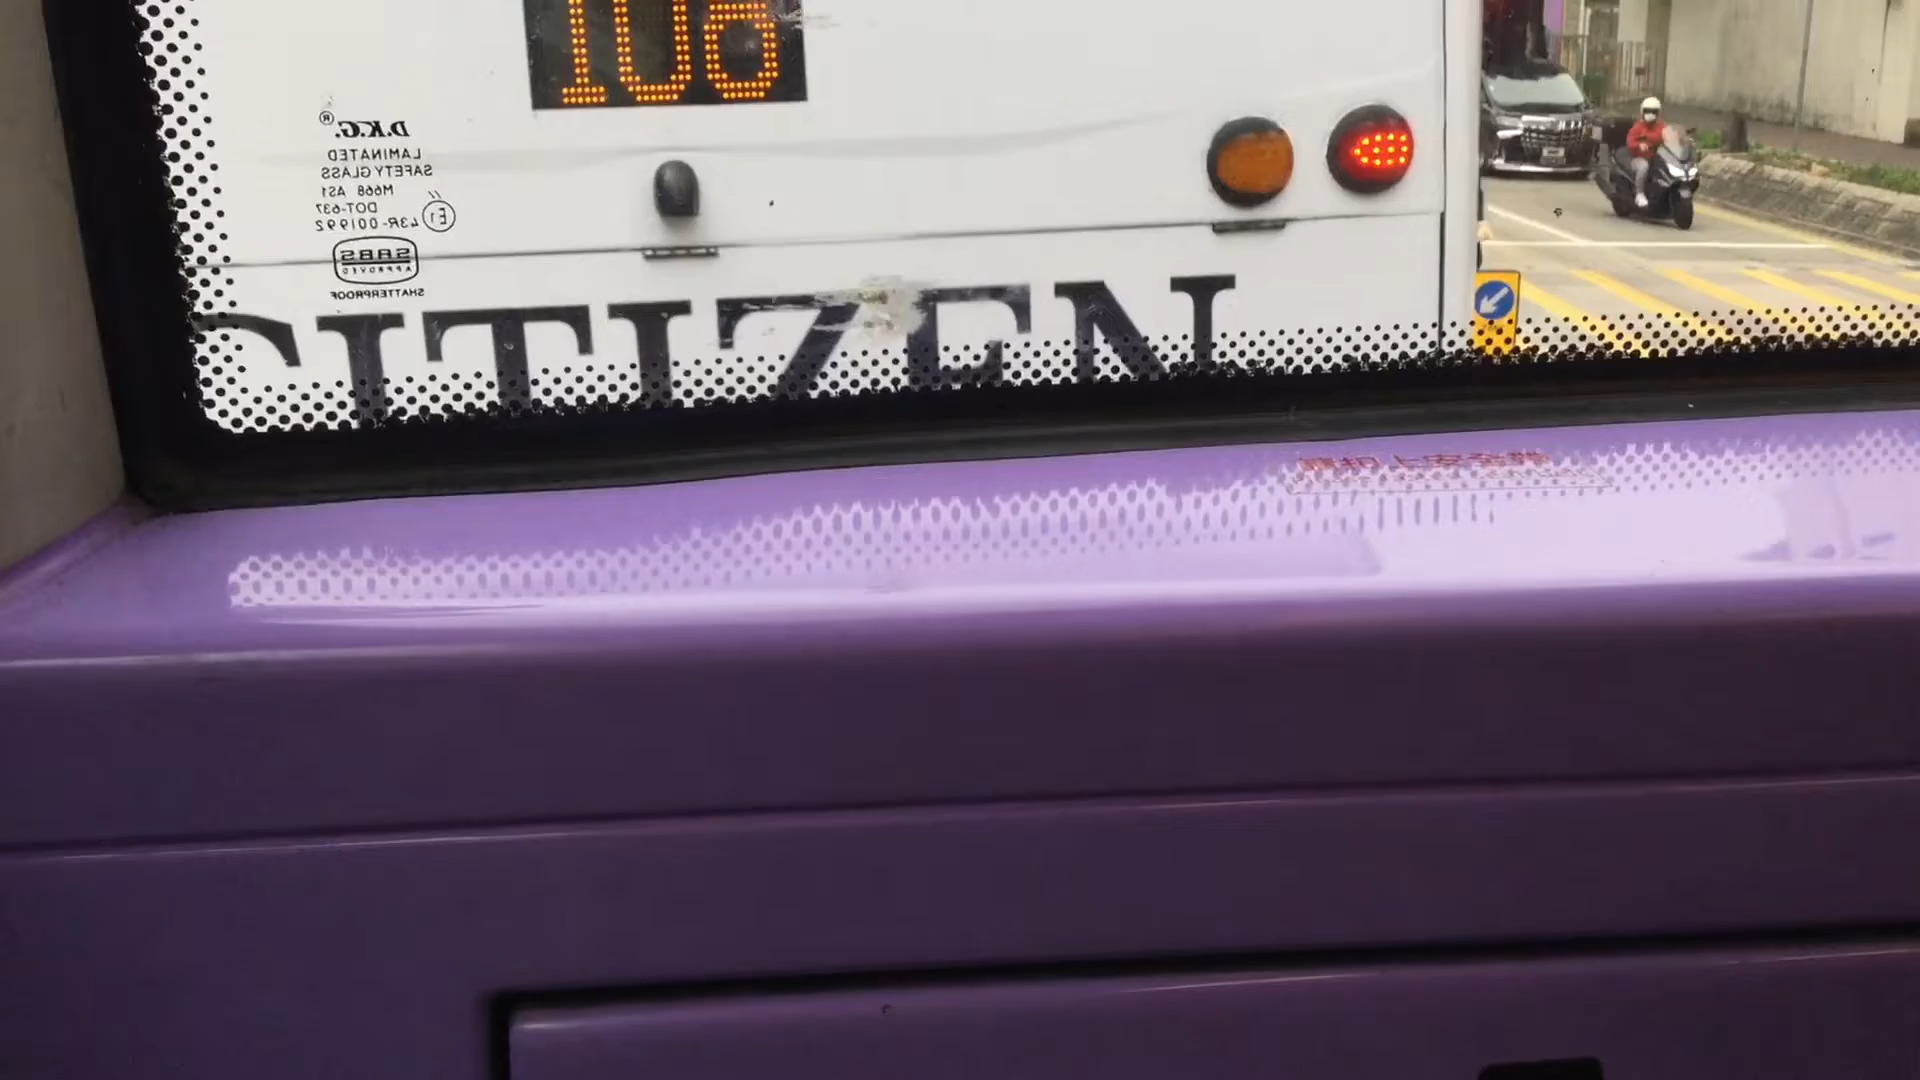 106
D.K.G.®
LAMINATED
SAFETY GLASS
M668 AS1
DOT-637
43R-001992 E1
SABS
APPROVED
SHATTERPROOF
CITIZEN